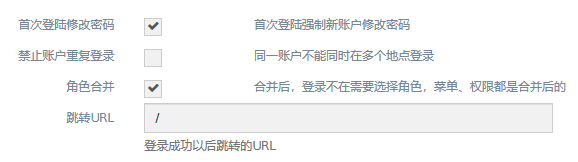 首次登陆修改密码 首次登陆强制新账户修改密码
禁止账户重复登录 同一账户不能同时在多个地点登录
角色合并 合并后，登录不在需要选择角色，菜单、权限都是合并后的
跳转URL /
登录成功以后跳转的URL